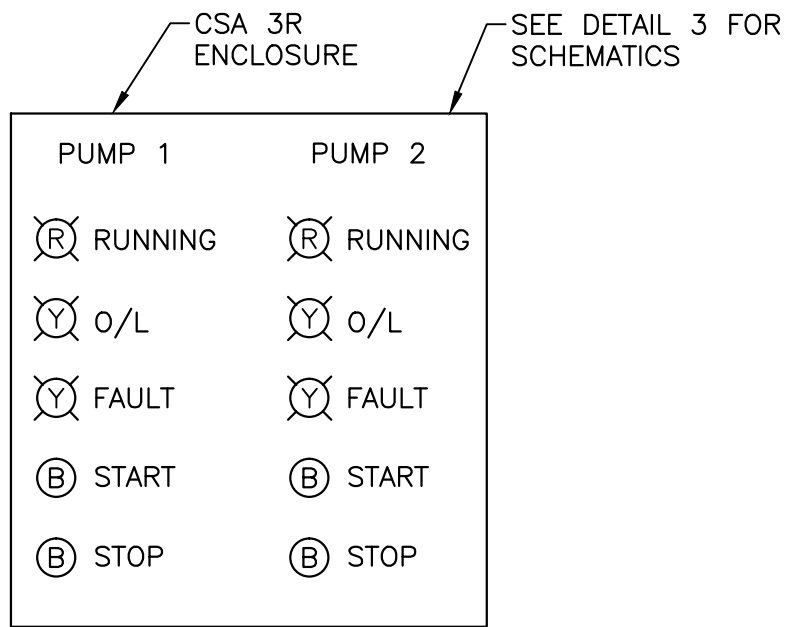 CSA 3R
ENCLOSURE
SEE DETAIL 3 FOR
SCHEMATICS
PUMP 1 PUMP 2
R RUNNING R RUNNING
Y O/L Y O/L
Y FAULT Y FAULT
B START B START
B STOP B STOP